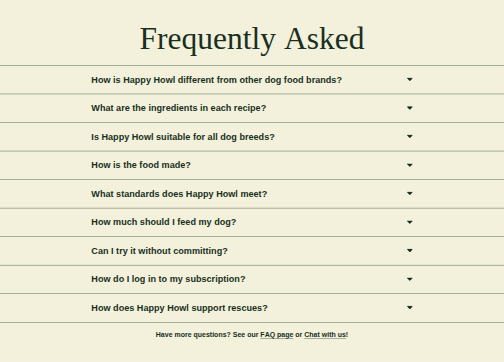 Frequently Asked
How is Happy Howl different from other dog food brands?
What are the ingredients in each recipe?
Is Happy Howl suitable for all dog breeds?
How is the food made?
What standards does Happy Howl meet?
How much should I feed my dog?
Can I try it without committing?
How do I log in to my subscription?
How does Happy Howl support rescues?
Have more questions? See our FAQ page or Chat with us!